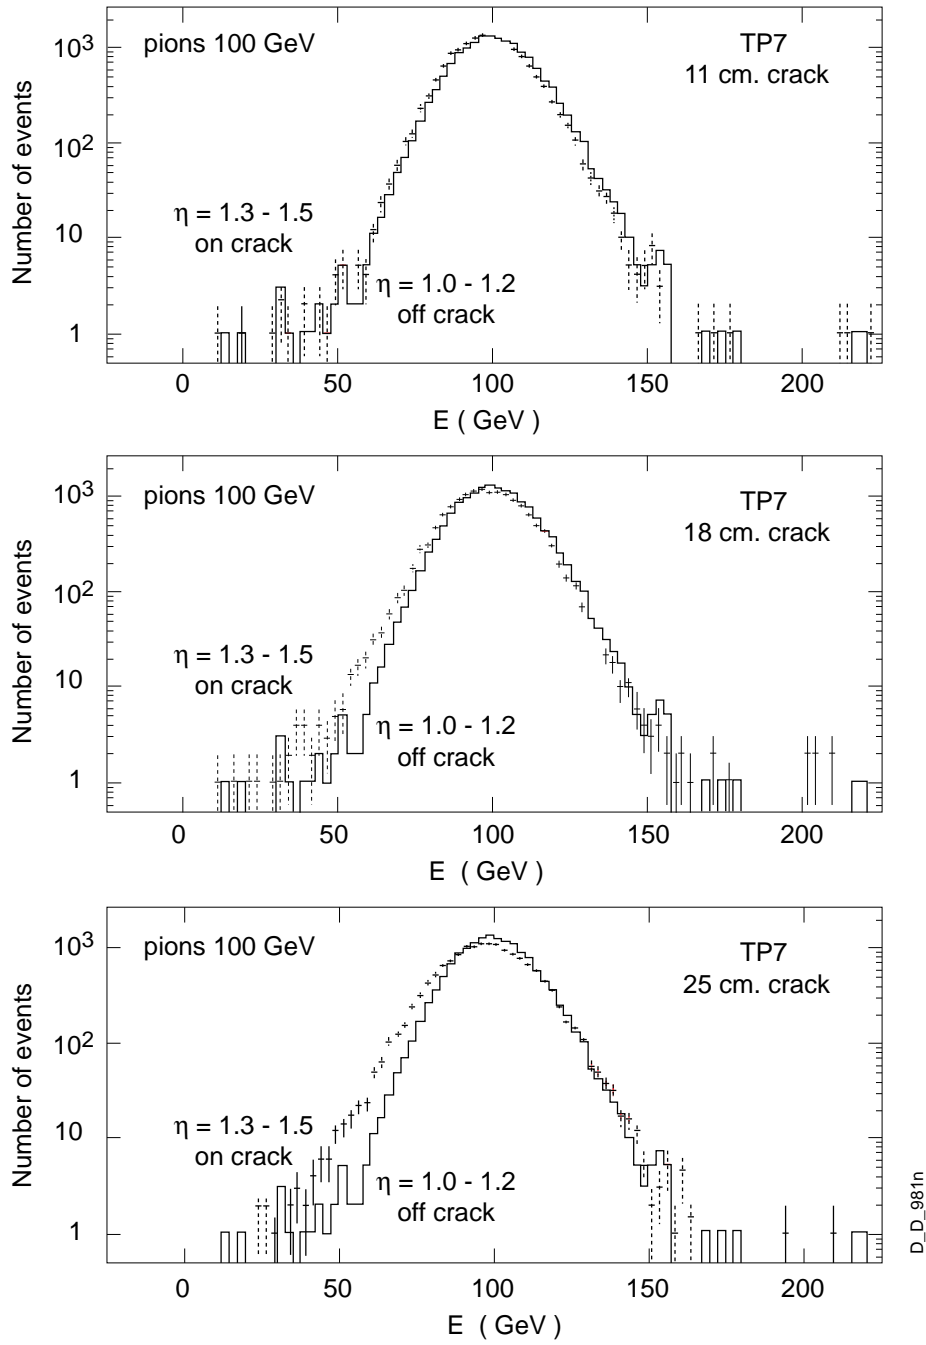 pions 100 GeV
TP7
11 cm. crack
η = 1.3 - 1.5
on crack
η = 1.0 - 1.2
off crack
Number of events
10³
10²
10
1
0 50 100 150 200
E ( GeV )
pions 100 GeV
TP7
18 cm. crack
η = 1.3 - 1.5
on crack
η = 1.0 - 1.2
off crack
Number of events
10³
10²
10
1
0 50 100 150 200
E ( GeV )
pions 100 GeV
TP7
25 cm. crack
η = 1.3 - 1.5
on crack
η = 1.0 - 1.2
off crack
Number of events
10³
10²
10
1
0 50 100 150 200
E ( GeV )
D_D_981n